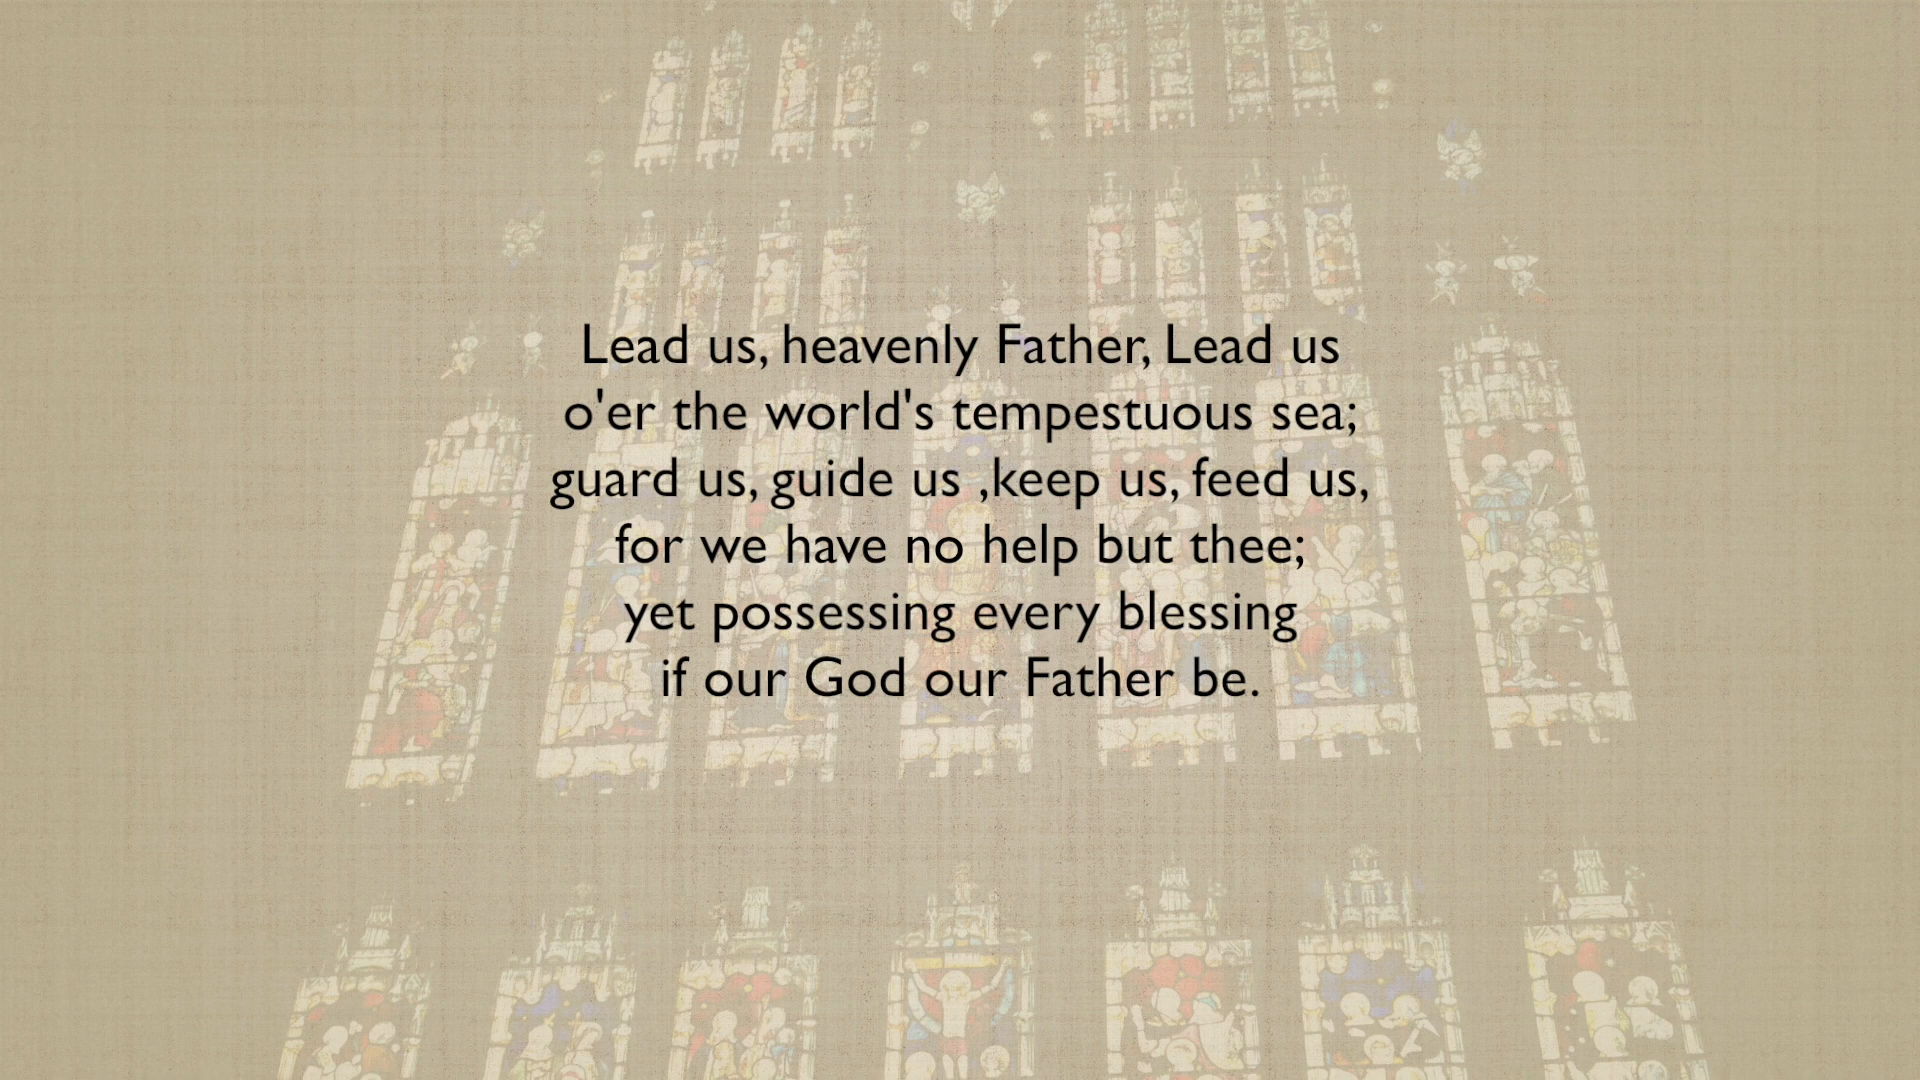 Lead us, heavenly Father, Lead us
o'er the world's tempestuous sea;
guard us, guide us ,keep us, feed us,
for we have no help but thee;
yet possessing every blessing
if our God our Father be.